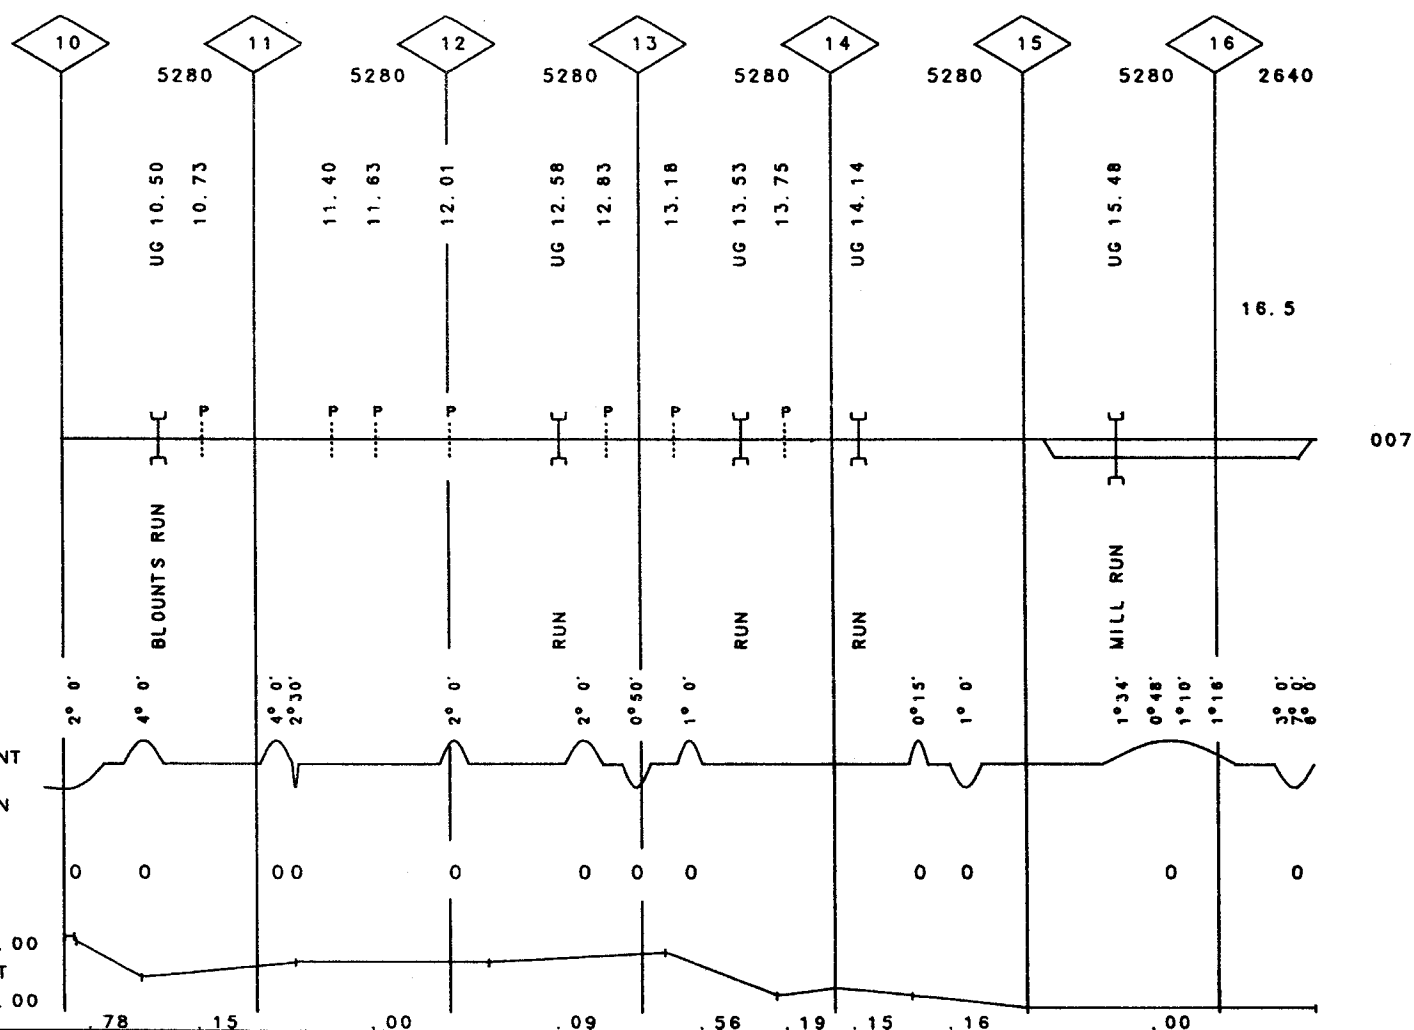 10 11 12 13 14 15 16
5280 5280 5280 5280 5280 5280 2640
UG 10.50
10.73
11.40
11.63
12.01
UG 12.58
12.83
13.18
UG 13.53
13.75
UG 14.14
UG 15.48
16.5
P P P P P P P
007
BLOUNTS RUN
RUN
RUN
RUN
MILL RUN
2° 0'
4° 0'
4° 0'
2°30'
2° 0'
2° 0'
0°50'
1° 0'
0°15'
1° 0'
1°34'
0°48'
1°10'
1°16'
3° 0'
7° 0'
NT
N
0 0 0 0 0 0 0 0 0 0 0 0
.00
T
.00
.78 .15 .00 .09 .56 .19 .15 .16 .00